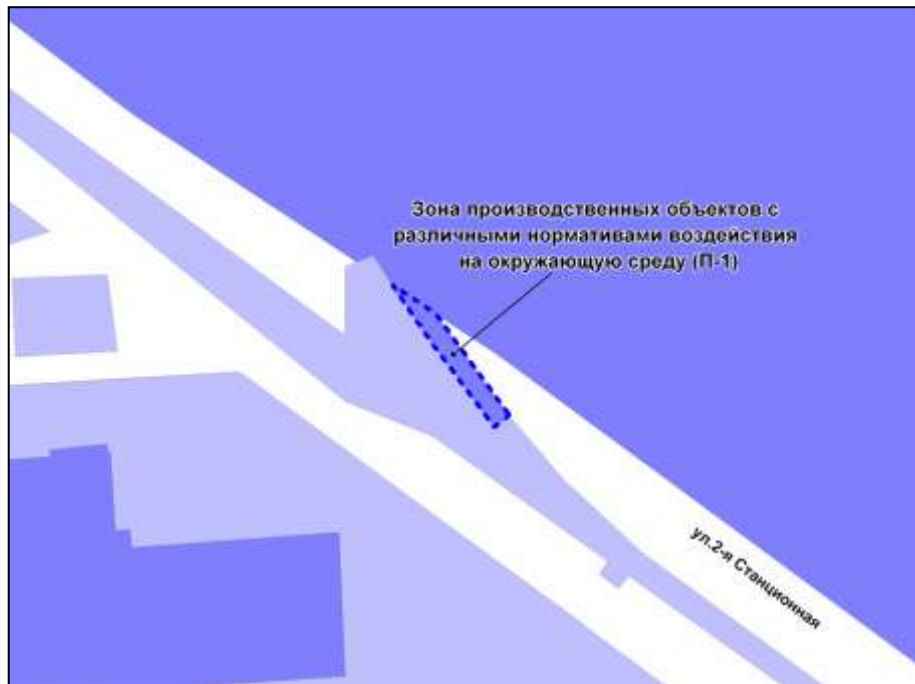 Зона производственных объектов с
различными нормативами воздействия
на окружающую среду (П-1)
ул.2-я Станционная